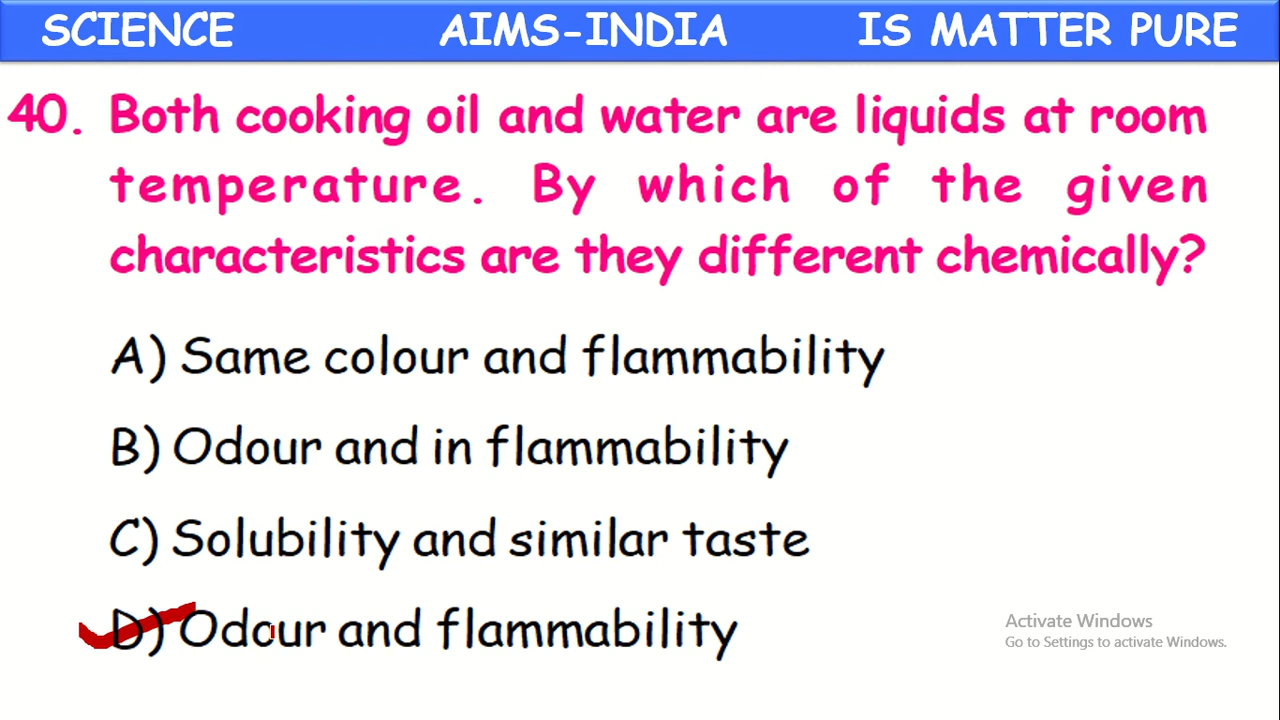 SCIENCE AIMS-INDIA IS MATTER PURE
40. Both cooking oil and water are liquids at room
temperature. By which of the given
characteristics are they different chemically?
A) Same colour and flammability
B) Odour and in flammability
C) Solubility and similar taste
D) Odour and flammability
Activate Windows
Go to Settings to activate Windows.